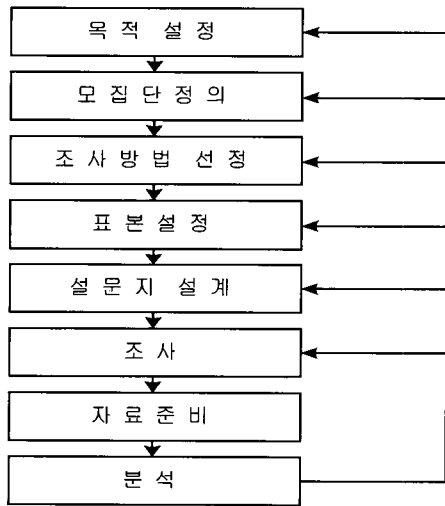 목적 설정
모집단정의
조사방법 선정
표본설정
설문지 설계
조사
자료준비
분석